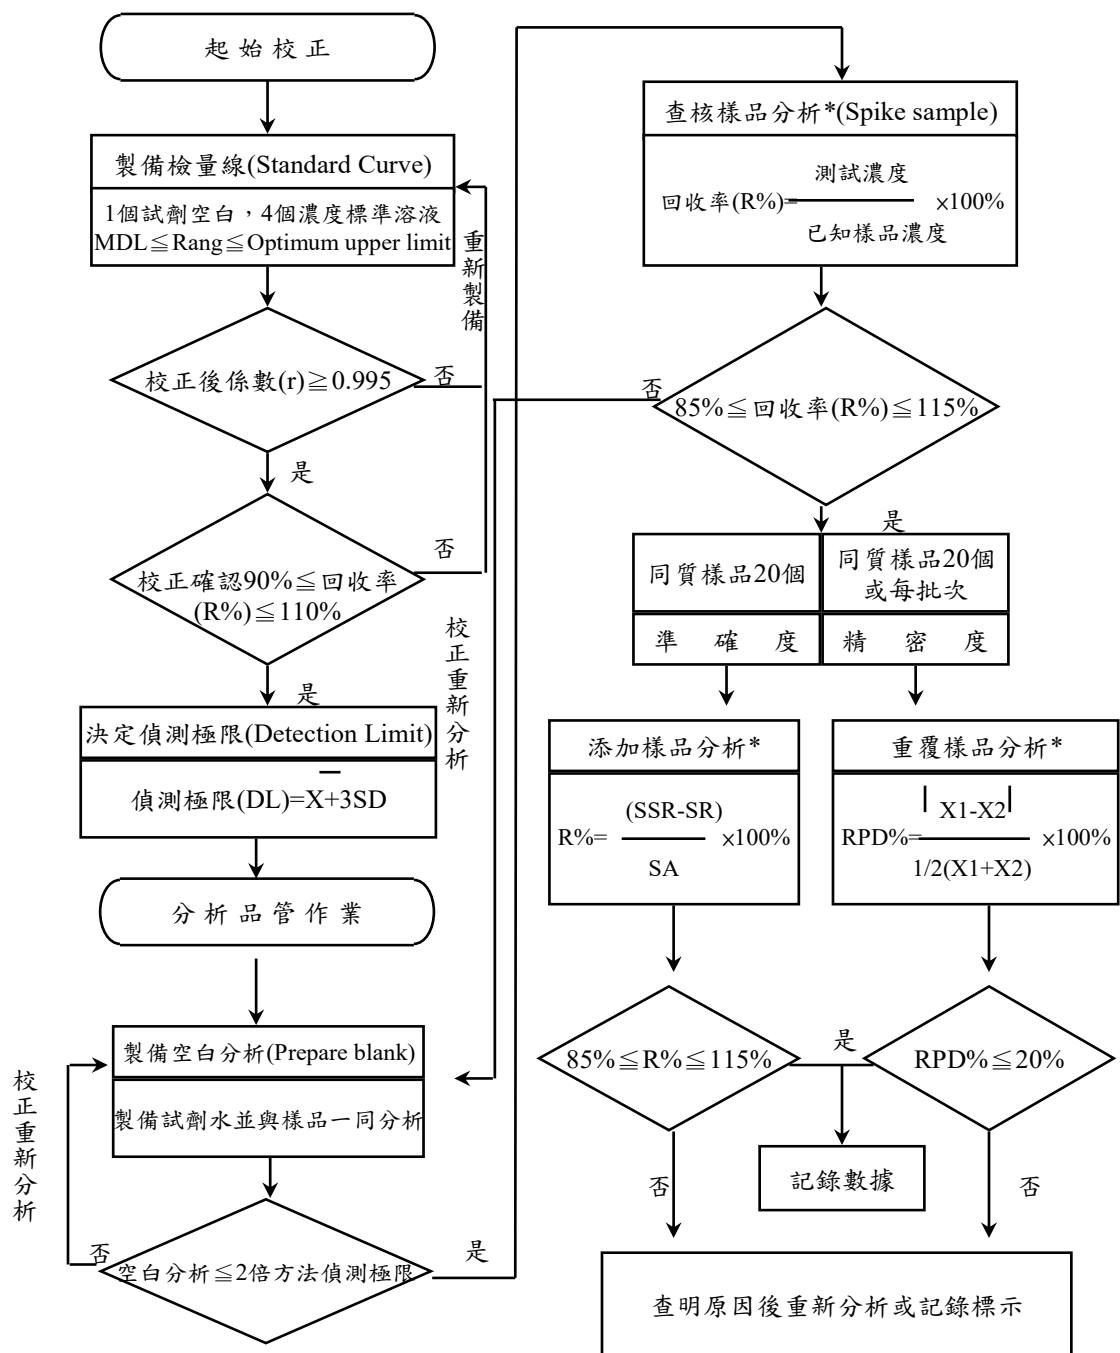 起始校正
製備檢量線(Standard Curve)
1個試劑空白，4個濃度標準溶液
MDL≦Rang≦Optimum upper limit
重新製備
校正後係數(r)≧0.995
否
是
校正確認90%≦回收率
(R%)≦110%
否
是
決定偵測極限(Detection Limit)
偵測極限(DL)=X̅+3SD
分析品管作業
製備空白分析(Prepare blank)
製備試劑水並與樣品一同分析
校正重新分析
否
空白分析≦2倍方法偵測極限
是
查核樣品分析*(Spike sample)
測試濃度
回收率(R%)= ×100%
已知樣品濃度
否
85%≦回收率(R%)≦115%
校正重新分析
是
同質樣品20個
同質樣品20個
或每批次
準確度
精密度
添加樣品分析*
(SSR-SR)
R%= ×100%
SA
重覆樣品分析*
|X1-X2|
RPD%= ×100%
1/2(X1+X2)
85%≦R%≦115%
是
RPD%≦20%
否
記錄數據
否
查明原因後重新分析或記錄標示